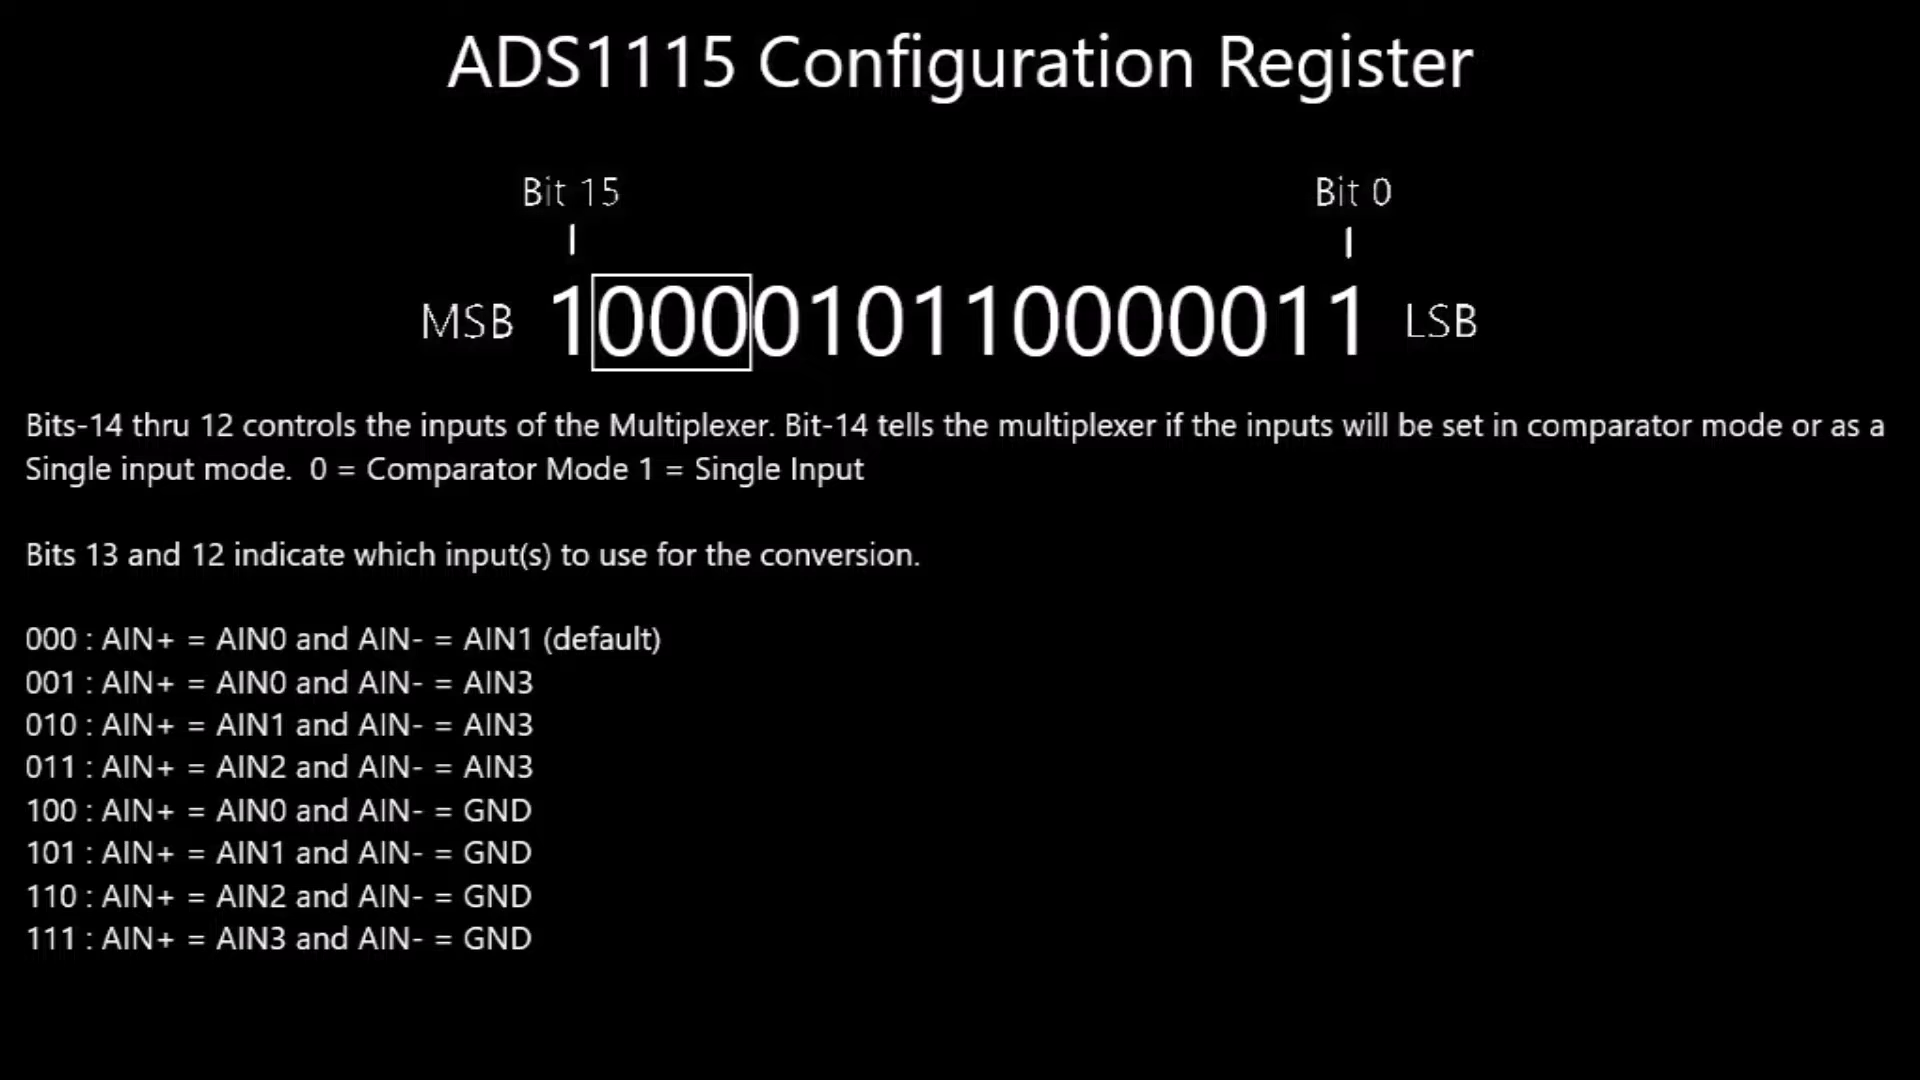 ADS1115 Configuration Register
Bit 15 Bit 0
MSB 1000010110000011 LSB
Bits-14 thru 12 controls the inputs of the Multiplexer. Bit-14 tells the multiplexer if the inputs will be set in comparator mode or as a
Single input mode.  0 = Comparator Mode 1 = Single Input
Bits 13 and 12 indicate which input(s) to use for the conversion.
000 : AIN+ = AIN0 and AIN- = AIN1 (default)
001 : AIN+ = AIN0 and AIN- = AIN3
010 : AIN+ = AIN1 and AIN- = AIN3
011 : AIN+ = AIN2 and AIN- = AIN3
100 : AIN+ = AIN0 and AIN- = GND
101 : AIN+ = AIN1 and AIN- = GND
110 : AIN+ = AIN2 and AIN- = GND
111 : AIN+ = AIN3 and AIN- = GND